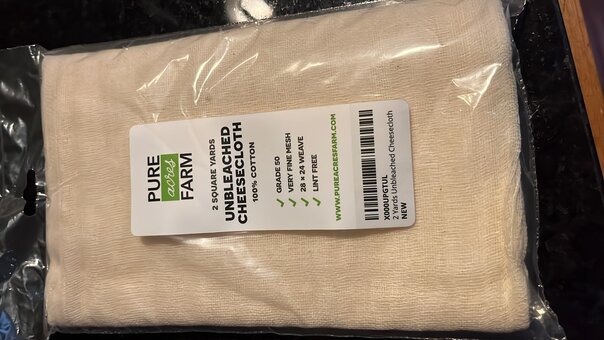 PURE
acres
FARM
2 SQUARE YARDS
UNBLEACHED
CHEESECLOTH
100% COTTON
GRADE 50
VERY FINE MESH
28 × 24 WEAVE
LINT FREE
WWW.PUREACRESFARM.COM
X000UPGTUL
2 Yards Unbleached Cheesecloth
NEW